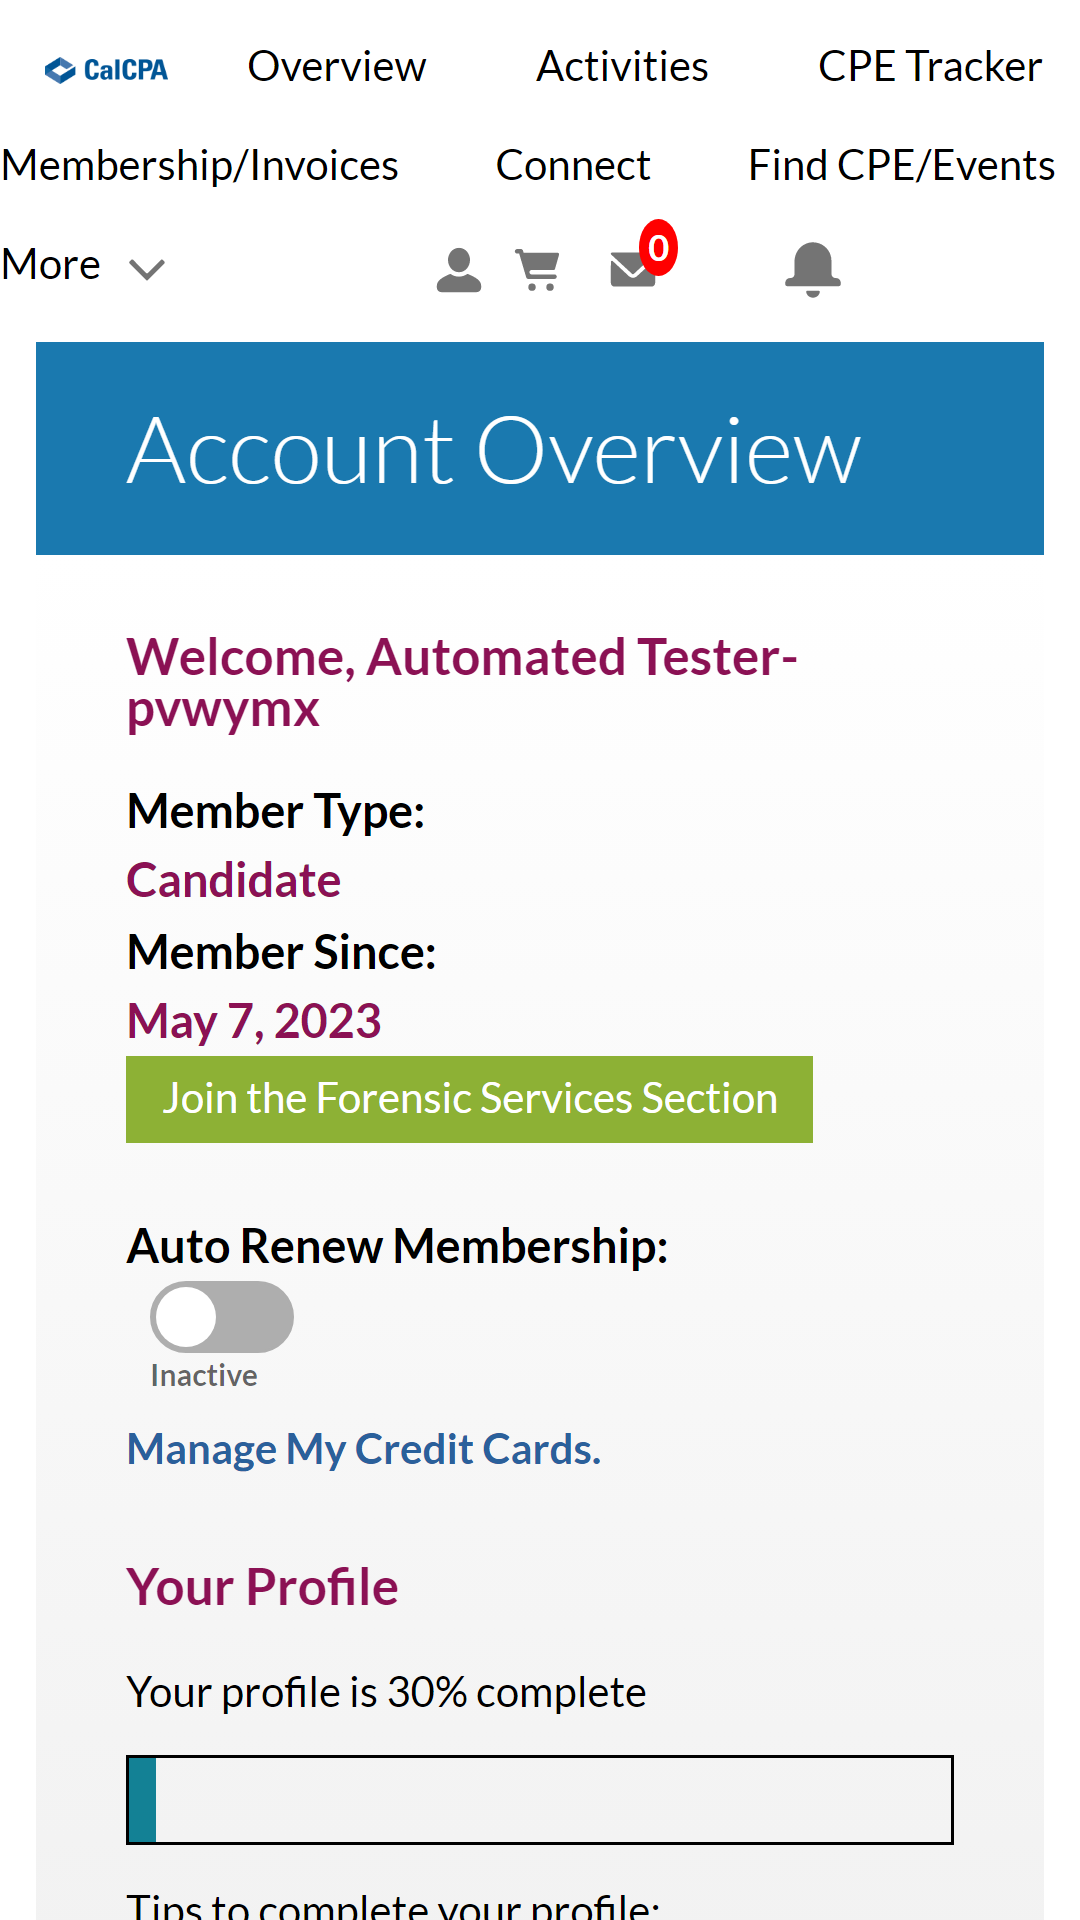 CalCPA Overview Activities CPE Tracker
Membership/Invoices Connect Find CPE/Events
More 0
Account Overview
Welcome, Automated Tester-
pvwymx
Member Type:
Candidate
Member Since:
May 7, 2023
Join the Forensic Services Section
Auto Renew Membership:
Inactive
Manage My Credit Cards.
Your Profile
Your profile is 30% complete
Tips to complete your profile: